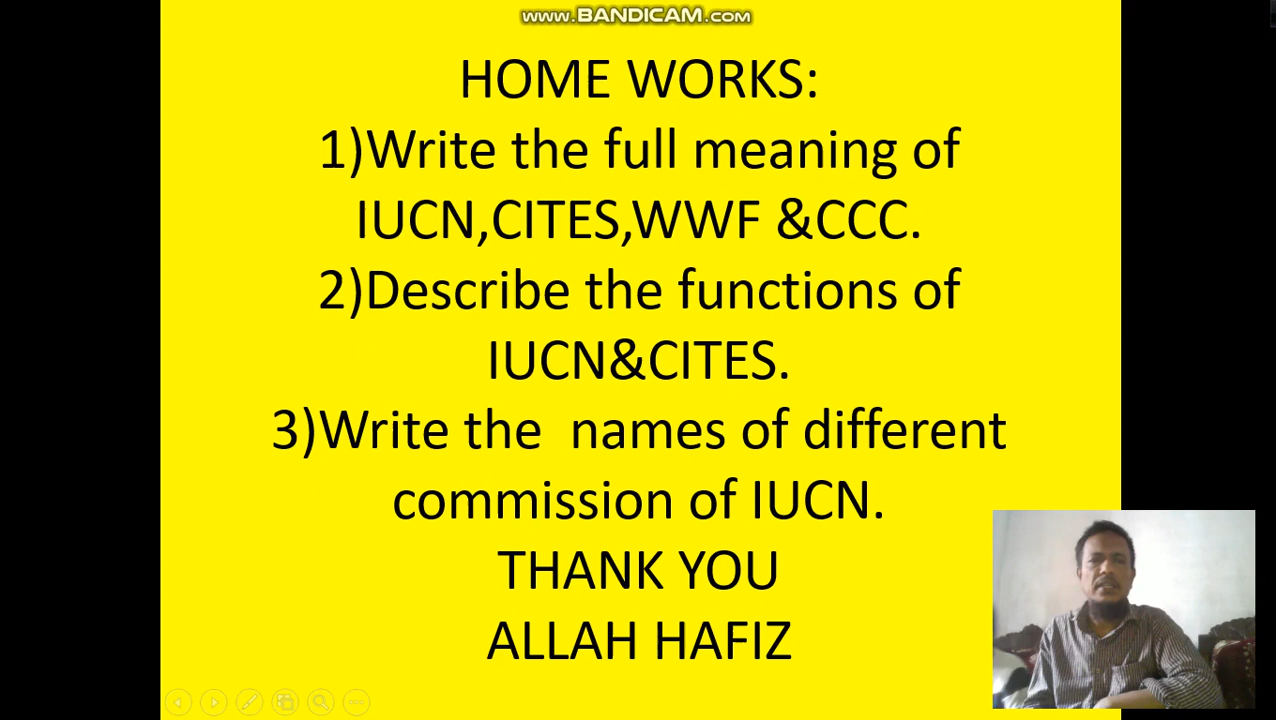 www.BANDICAM.com
HOME WORKS:
1)Write the full meaning of
IUCN,CITES,WWF &CCC.
2)Describe the functions of
IUCN&CITES.
3)Write the  names of different
commission of IUCN.
THANK YOU
ALLAH HAFIZ